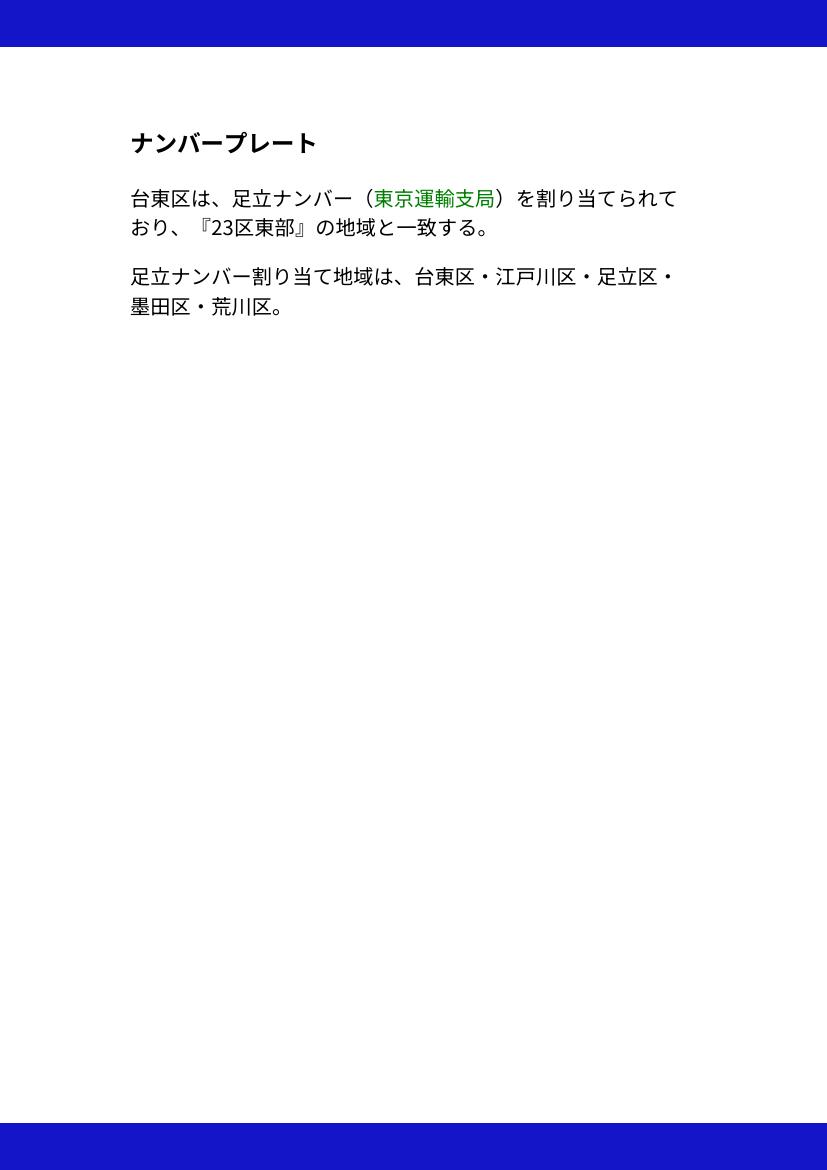 ナンバープレート
台東区は、足立ナンバー（東京運輸支局）を割り当てられて
おり、『23区東部』の地域と一致する。
足立ナンバー割り当て地域は、台東区・江戸川区・足立区・
墨田区・荒川区。